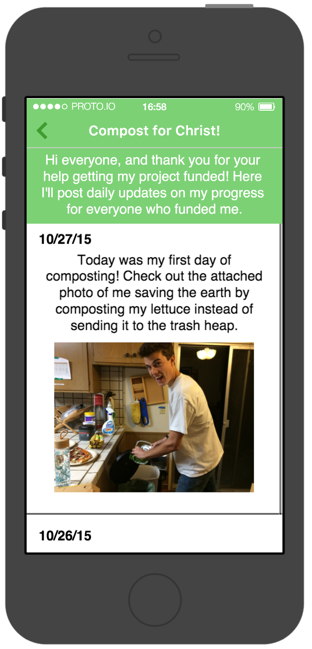 PROTO.IO 16:58 90%
Compost for Christ!
Hi everyone, and thank you for your
help getting my project funded! Here
I'll post daily updates on my progress
for everyone who funded me.
10/27/15
Today was my first day of
composting! Check out the attached
photo of me saving the earth by
composting my lettuce instead of
sending it to the trash heap.
10/26/15